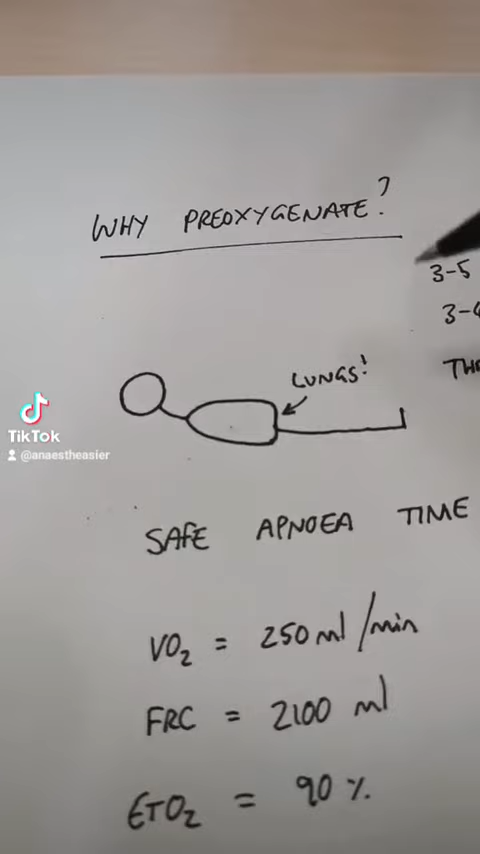 WHY PREOXYGENATE?
3-5
LUNGS!
TikTok
@anaestheasier
SAFE APNOEA TIME
VO₂ = 250 ml/min
FRC = 2100 ml
ETO₂ = 90 %